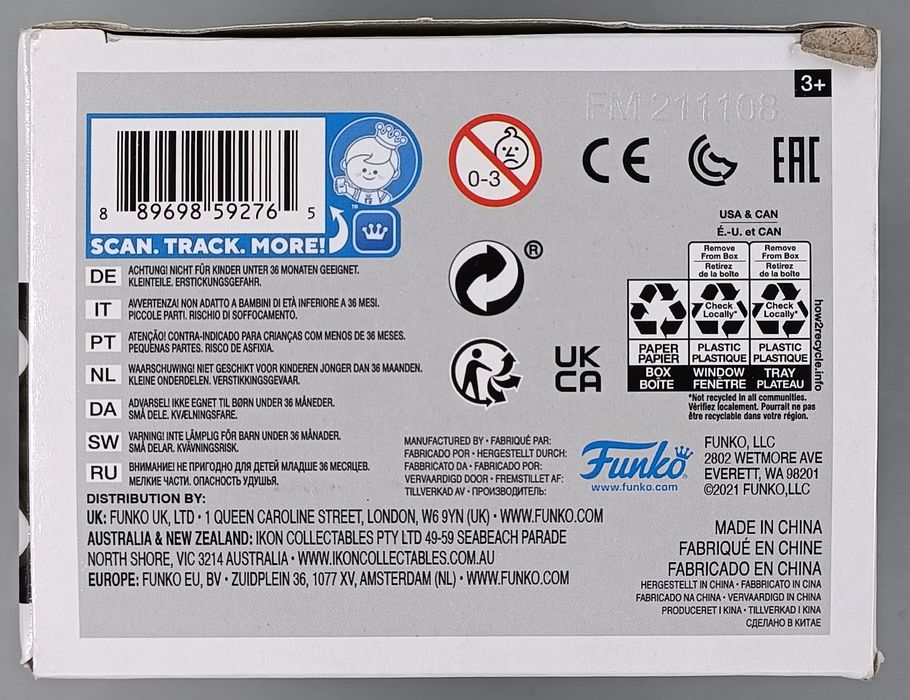 3+
FM 211108
8 89698 59276 5
™
SCAN. TRACK. MORE!
0-3
CE
EAC
®
UK
CA
USA & CAN
É.-U. et CAN
Remove
From Box
Retirez
de la boîte
Remove
From Box
Retirez
de la boîte
Check
Locally*
Check
Locally*
PAPER
PAPIER
BOX
BOÎTE
PLASTIC
PLASTIQUE
WINDOW
FENÊTRE
PLASTIC
PLASTIQUE
TRAY
PLATEAU
how2recycle.info
*Not recycled in all communities.
Vérifiez localement. Pourrait ne pas
être recyclable dans votre région.
DE ACHTUNG! NICHT FÜR KINDER UNTER 36 MONATEN GEEIGNET.
KLEINTEILE. ERSTICKUNGSGEFAHR.
IT AVVERTENZA! NON ADATTO A BAMBINI DI ETÀ INFERIORE A 36 MESI.
PICCOLE PARTI. RISCHIO DI SOFFOCAMENTO.
PT ATENÇÃO! CONTRA-INDICADO PARA CRIANÇAS COM MENOS DE 36 MESES.
PEQUENAS PARTES. RISCO DE ASFIXIA.
NL WAARSCHUWING! NIET GESCHIKT VOOR KINDEREN JONGER DAN 36 MAANDEN.
KLEINE ONDERDELEN. VERSTIKKINGSGEVAAR.
DA ADVARSEL! IKKE EGNET TIL BØRN UNDER 36 MÅNEDER.
SMÅ DELE. KVÆLNINGSFARE.
SW VARNING! INTE LÄMPLIG FÖR BARN UNDER 36 MÅNADER.
SMÅ DELAR. KVÄVNINGSRISK.
RU ВНИМАНИЕ! НЕ ПРИГОДНО ДЛЯ ДЕТЕЙ МЛАДШЕ 36 МЕСЯЦЕВ.
МЕЛКИЕ ЧАСТИ. ОПАСНОСТЬ УДУШЬЯ.
MANUFACTURED BY • FABRIQUÉ PAR:
FABRICADO POR • HERGESTELLT DURCH:
FABBRICATO DA • FABRICADO POR:
VERVAARDIGD DOOR • FREMSTILLET AF:
TILLVERKAD AV • ПРОИЗВОДИТЕЛЬ:
Funko®
www.funko.com
FUNKO, LLC
2802 WETMORE AVE
EVERETT, WA 98201
©2021 FUNKO,LLC
DISTRIBUTION BY:
UK: FUNKO UK, LTD • 1 QUEEN CAROLINE STREET, LONDON, W6 9YN (UK) • WWW.FUNKO.COM
AUSTRALIA & NEW ZEALAND: IKON COLLECTABLES PTY LTD 49-59 SEABEACH PARADE
NORTH SHORE, VIC 3214 AUSTRALIA • WWW.IKONCOLLECTABLES.COM.AU
EUROPE: FUNKO EU, BV • ZUIDPLEIN 36, 1077 XV, AMSTERDAM (NL) • WWW.FUNKO.COM
MADE IN CHINA
FABRIQUÉ EN CHINE
FABRICADO EN CHINA
HERGESTELLT IN CHINA • FABBRICATO IN CINA
FABRICADO NA CHINA • VERVAARDIGD IN CHINA
PRODUCERET I KINA • TILLVERKAD I KINA
СДЕЛАНО В КИТАЕ